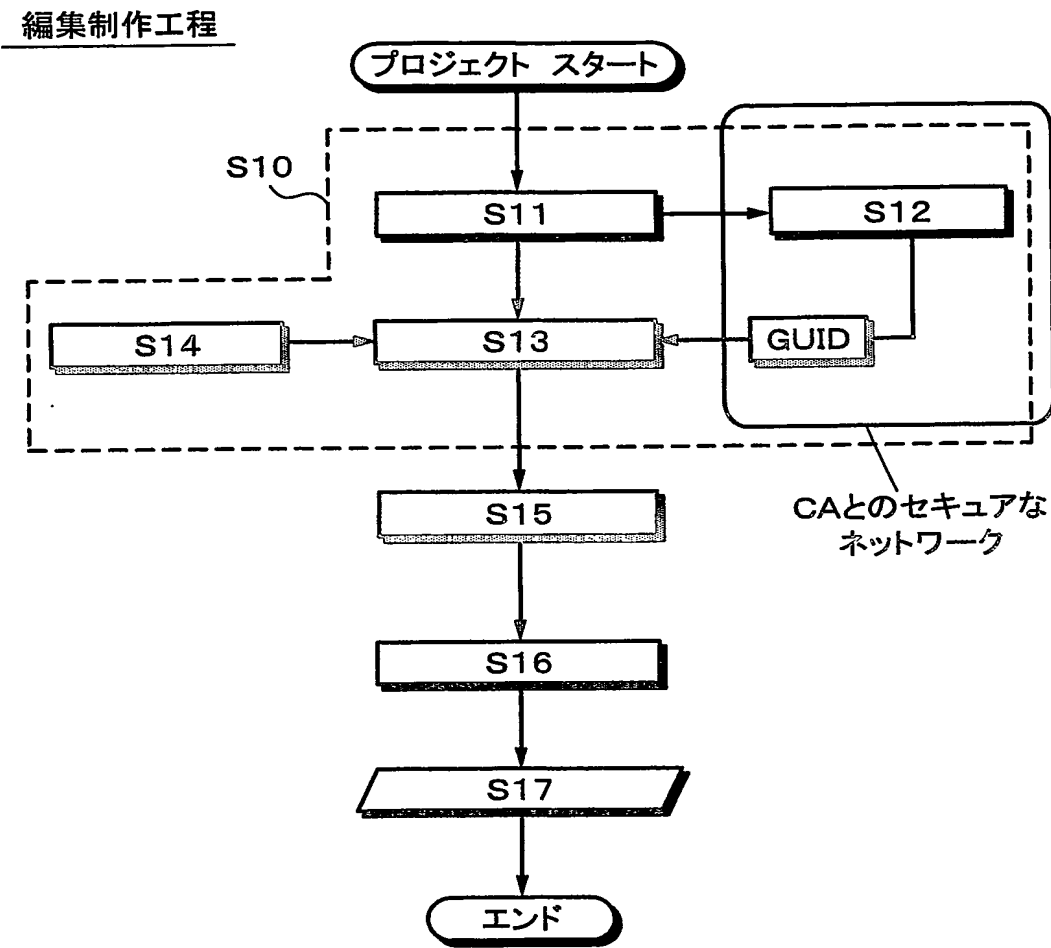 編集制作工程
プロジェクト スタート
S10
S11
S12
S14
S13
GUID
S15
CAとのセキュアな
ネットワーク
S16
S17
エンド